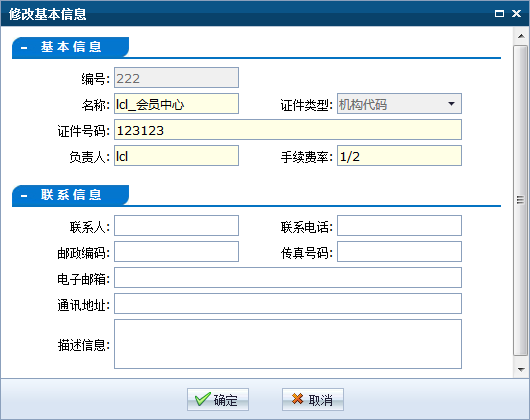 修改基本信息
基本信息
编号: 222
名称: lcl_会员中心 证件类型: 机构代码
证件号码: 123123
负责人: lcl 手续费率: 1/2
联系信息
联系人: 联系电话:
邮政编码: 传真号码:
电子邮箱:
通讯地址:
描述信息:
确定 取消